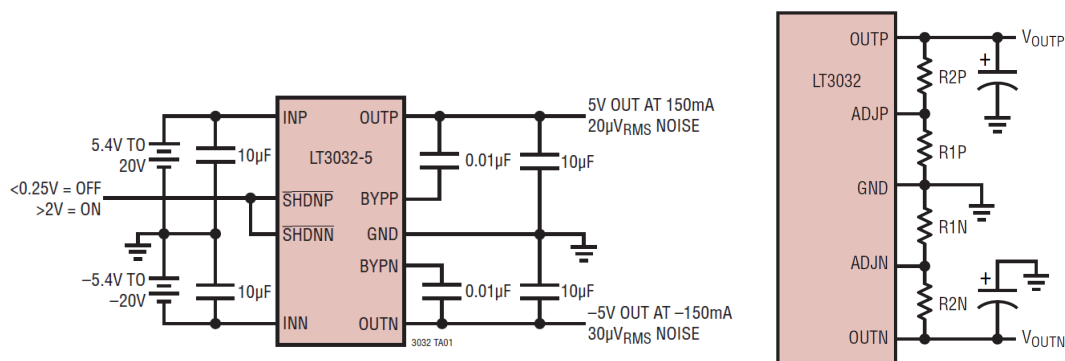 INP
OUTP
5V OUT AT 150mA
20µVRMS NOISE
5.4V TO
20V
10µF
LT3032-5
0.01µF
10µF
<0.25V = OFF
>2V = ON
SHDNP
BYPP
SHDNN
GND
BYPN
–5.4V TO
–20V
10µF
0.01µF
10µF
INN
OUTN
–5V OUT AT –150mA
30µVRMS NOISE
3032 TA01
OUTP
VOUTP
LT3032
R2P
+
ADJP
R1P
GND
R1N
ADJN
+
R2N
OUTN
VOUTN